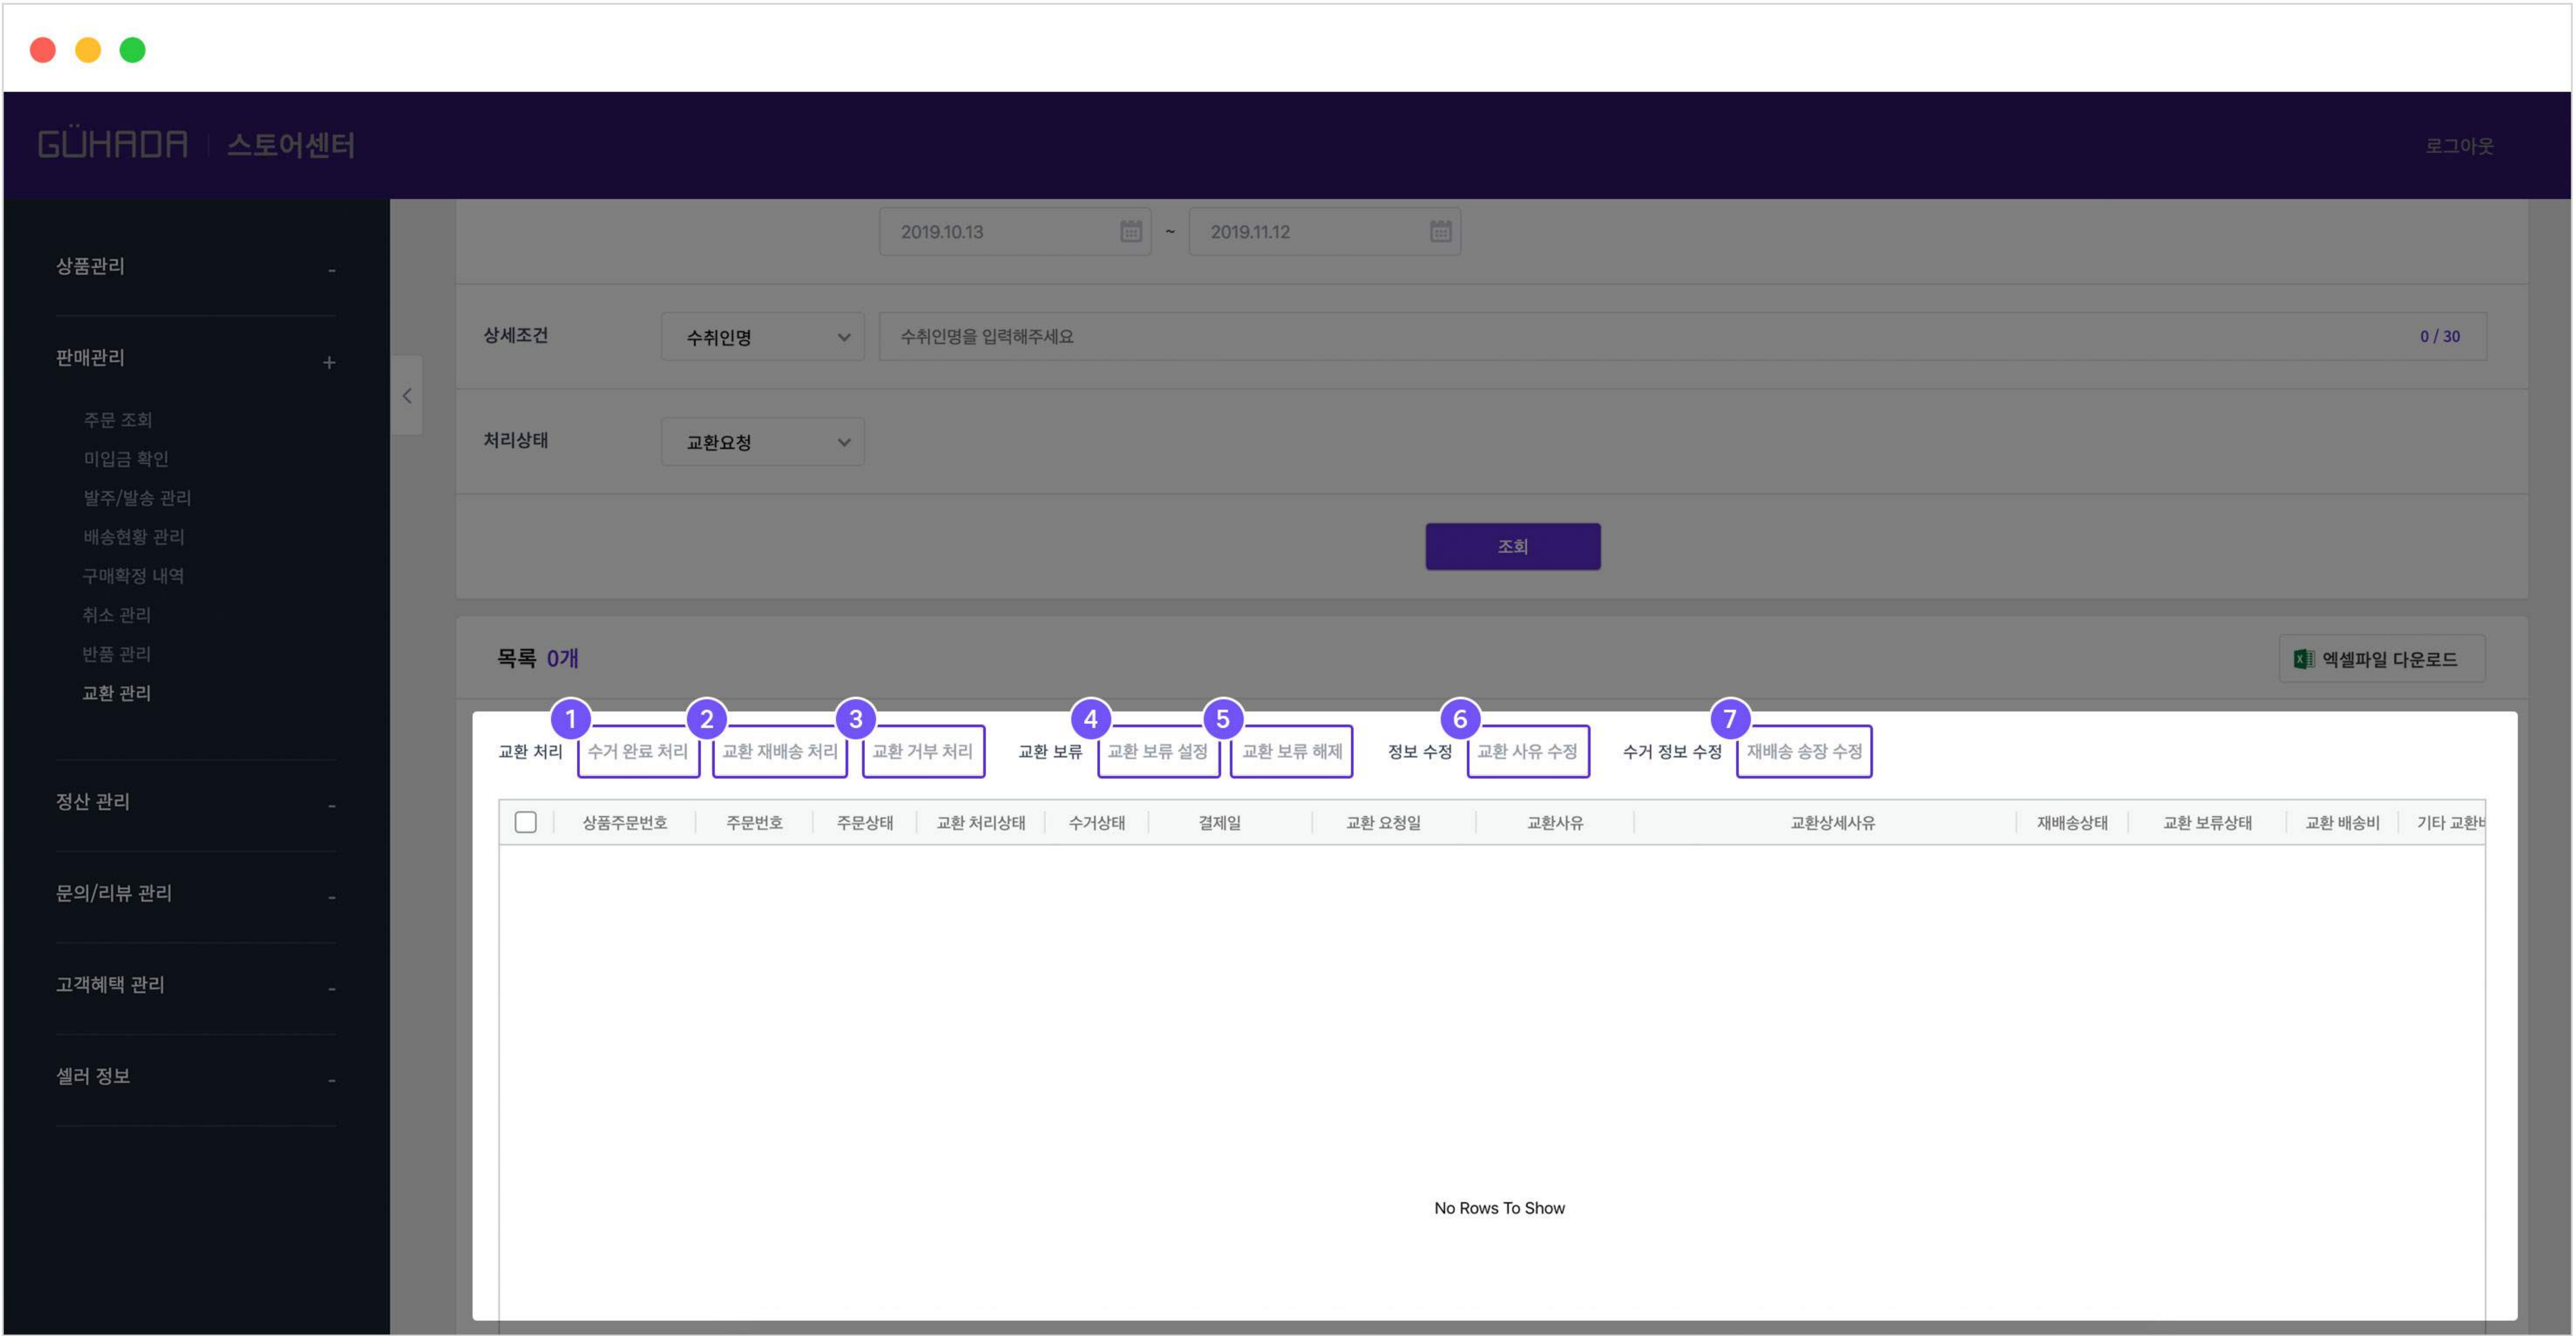 GÜHADA 스토어센터
로그아웃
상품관리 -
판매관리 +
주문 조회
미입금 확인
발주/발송 관리
배송현황 관리
구매확정 내역
취소 관리
반품 관리
교환 관리
정산 관리 -
문의/리뷰 관리 -
고객혜택 관리 -
셀러 정보 -
2019.10.13 ~ 2019.11.12
상세조건 수취인명 수취인명을 입력해주세요 0 / 30
처리상태 교환요청
조회
목록 0개 엑셀파일 다운로드
1 2 3 4 5 6 7
교환 처리 수거 완료 처리 교환 재배송 처리 교환 거부 처리 교환 보류 교환 보류 설정 교환 보류 해제 정보 수정 교환 사유 수정 수거 정보 수정 재배송 송장 수정
상품주문번호 주문번호 주문상태 교환 처리상태 수거상태 결제일 교환 요청일 교환사유 교환상세사유 재배송상태 교환 보류상태 교환 배송비 기타 교환
No Rows To Show